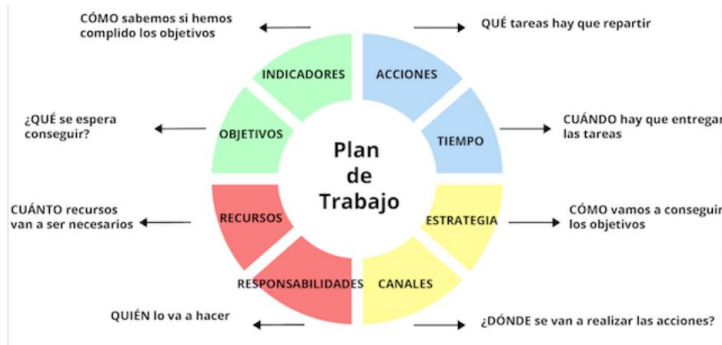 CÓMO sabemos si hemos
complido los objetivos
QUÉ tareas hay que repartir
INDICADORES
ACCIONES
¿QUÉ se espera
conseguir?
OBJETIVOS
TIEMPO
CUÁNDO hay que entregar
las tareas
Plan
de
Trabajo
CUÁNTO recursos
van a ser necesarios
RECURSOS
ESTRATEGIA
CÓMO vamos a conseguir
los objetivos
RESPONSABILIDADES
CANALES
QUIÉN lo va a hacer
¿DÓNDE se van a realizar las acciones?